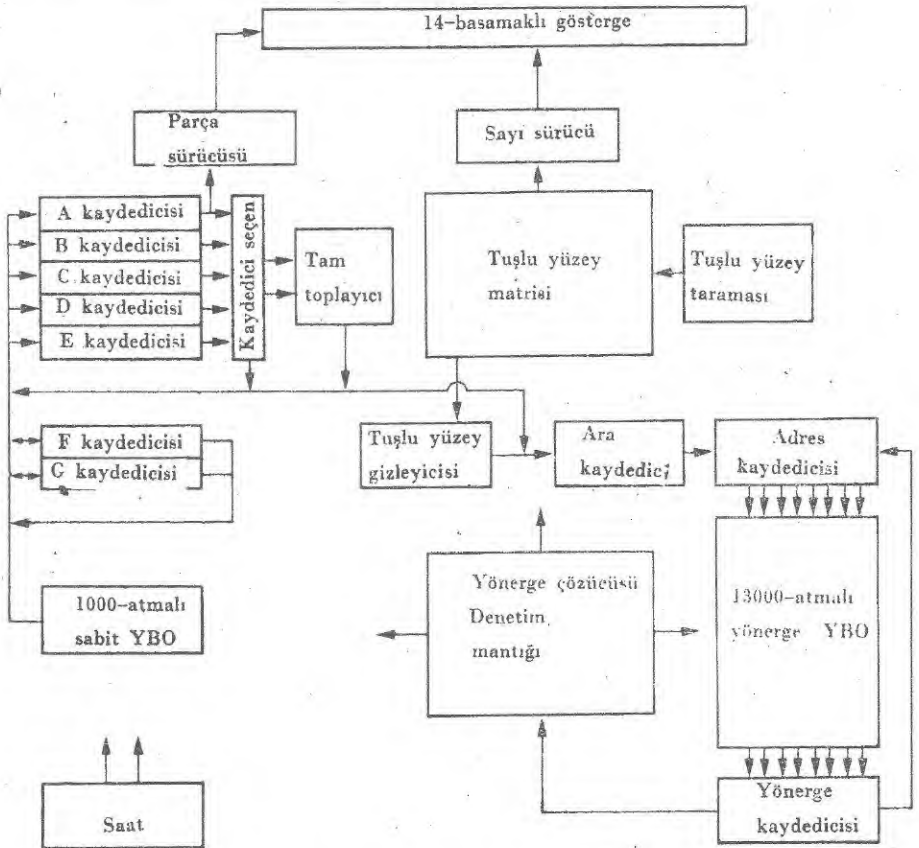 14-basamaklı gösterge
Parça
sürücüsü
Sayı sürücü
A kaydedicisi
B kaydedicisi
C kaydedicisi
D kaydedicisi
E kaydedicisi
Kaydedici seçen
Tam
toplayıcı
Tuşlu yüzey
matrisi
Tuşlu yüzey
taraması
F kaydedicisi
G kaydedicisi
Tuşlu yüzey
gizleyicisi
Ara
kaydedici
Adres
kaydedicisi
1000-atmalı
sabit YBO
Yönerge çözücüsü
Denetim
mantığı
13000-atmalı
yönerge YBO
Saat
Yönerge
kaydedicisi